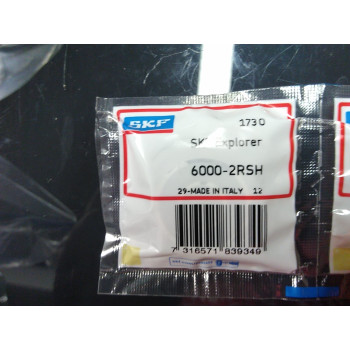 SKF 1730
SKF Explorer
6000-2RSH
29-MADE IN ITALY 12
7 316571 839349